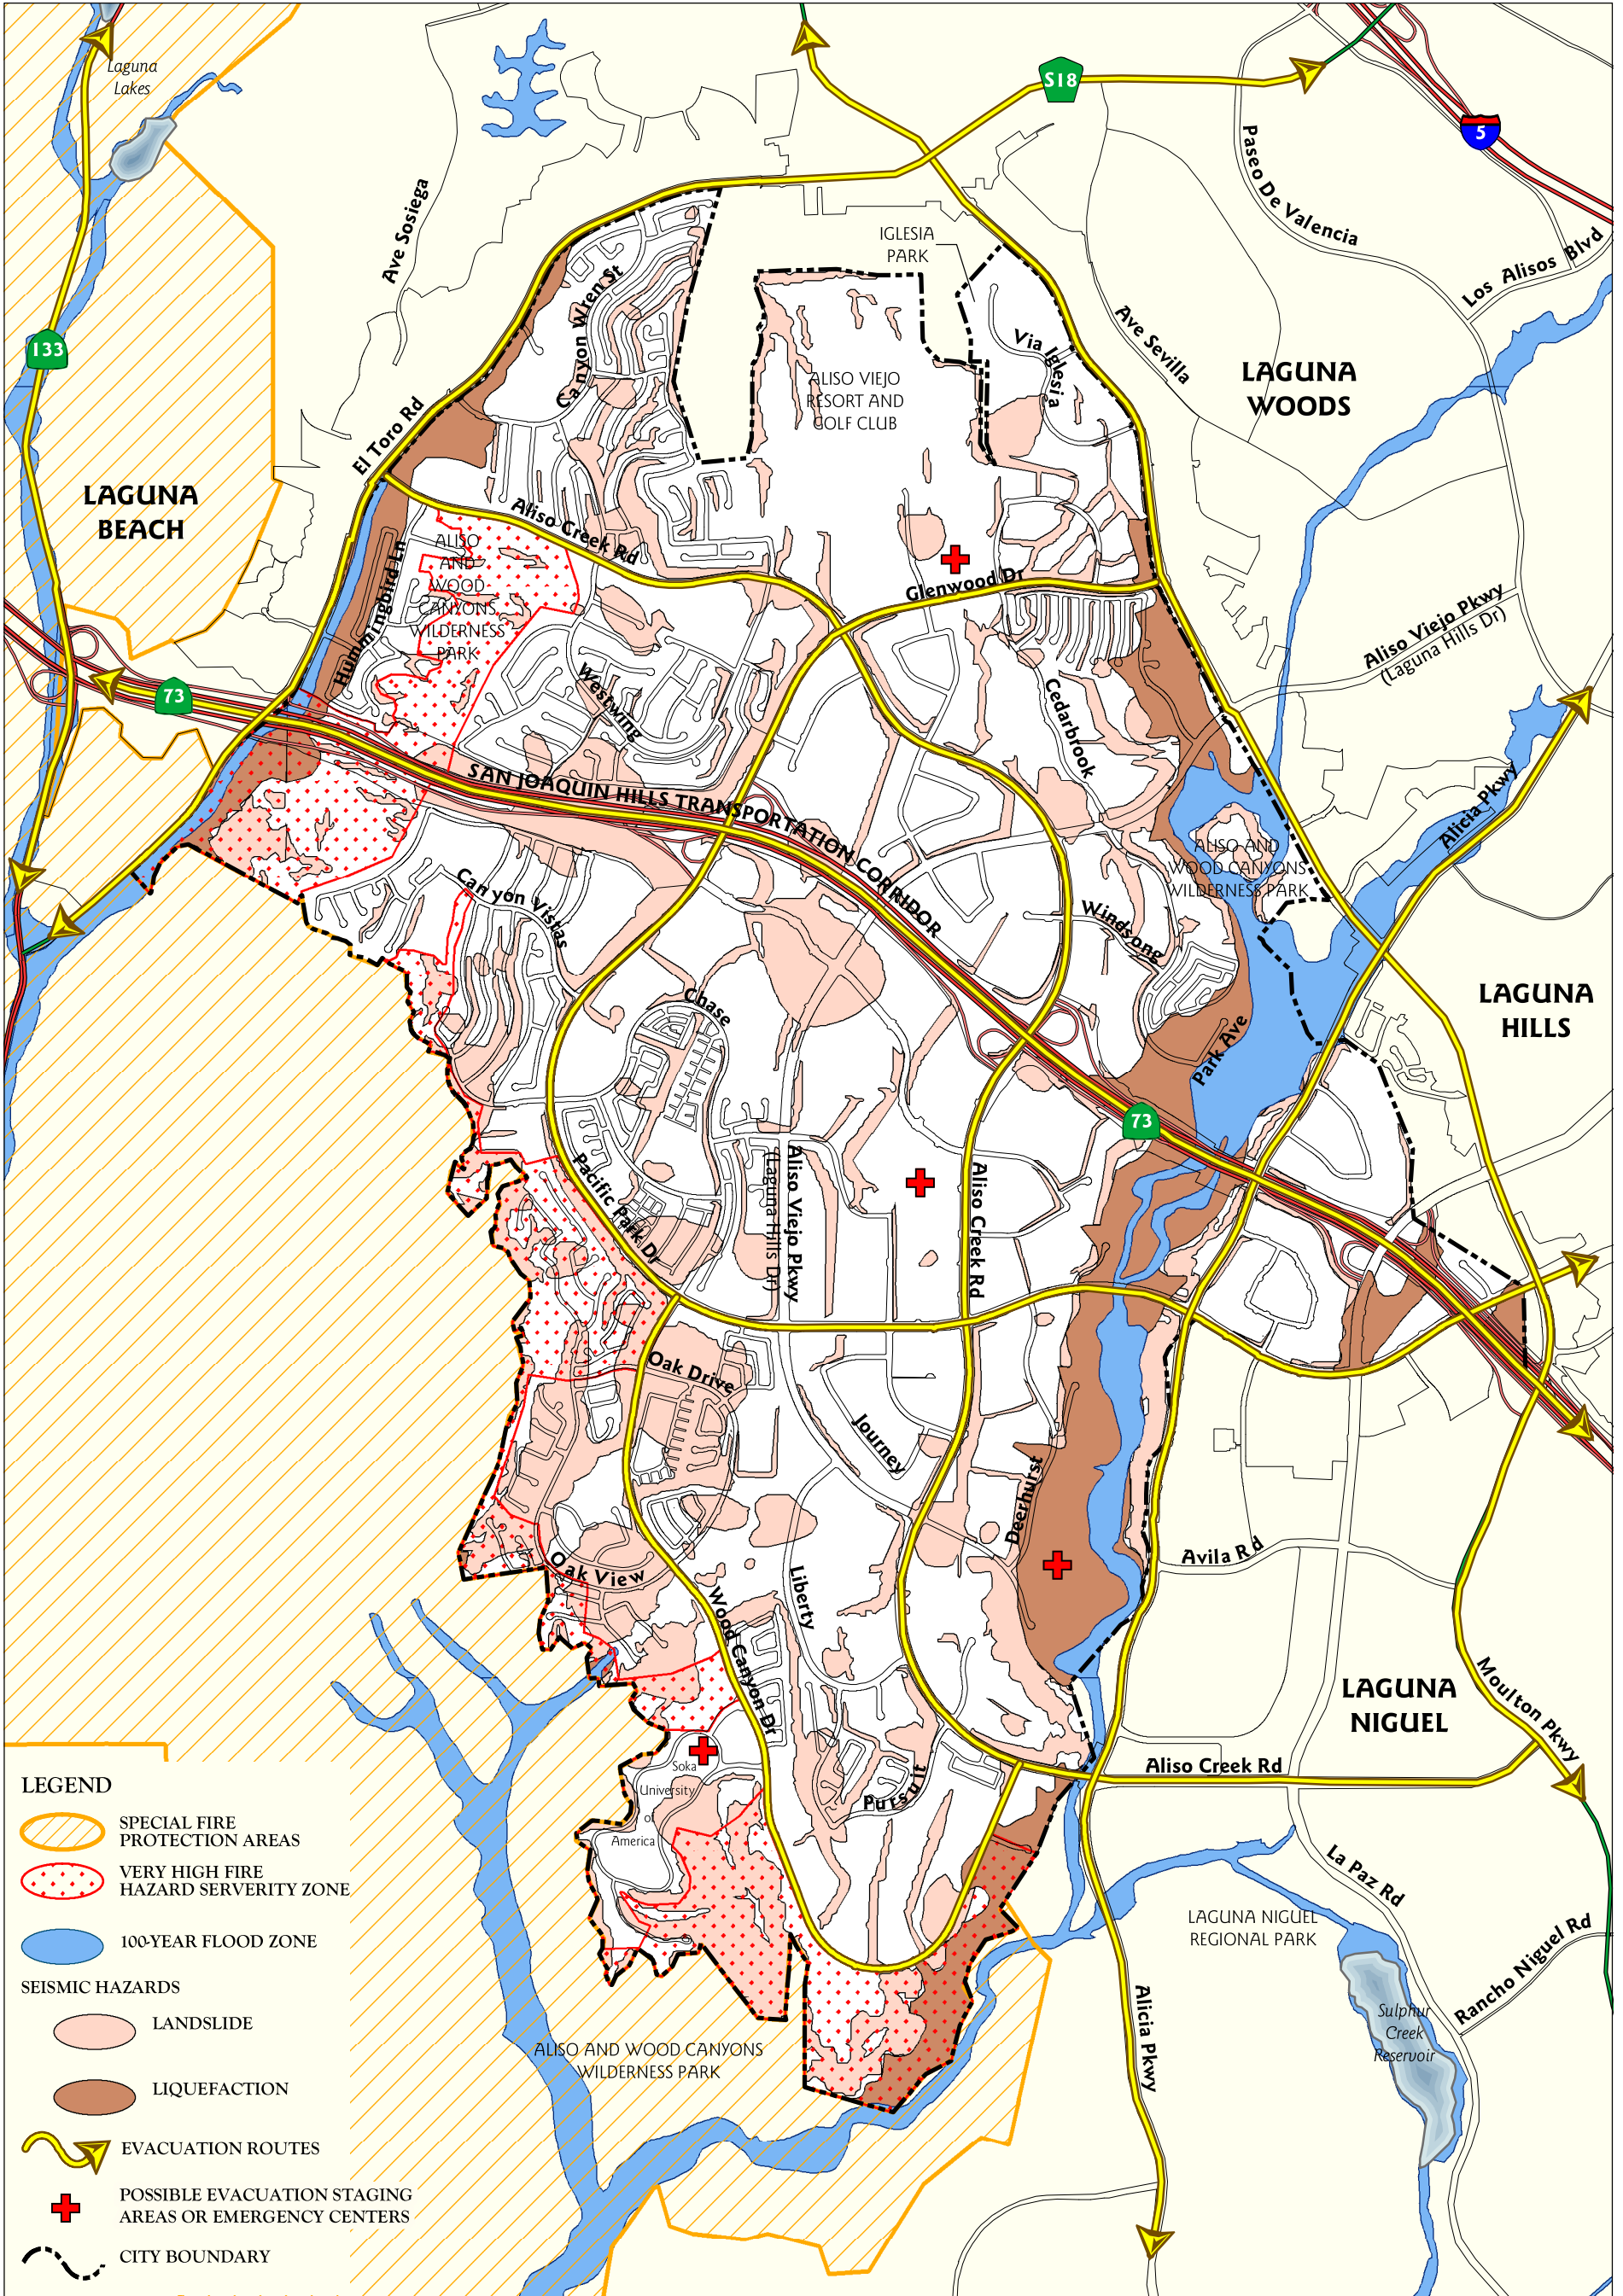 Laguna
Lakes
S18
5
Paseo De Valencia
Los Alisos Blvd
Ave Sosiega
IGLESIA
PARK
Canyon Wren St
133
Via Iglesia
Ave Sevilla
ALISO VIEJO
RESORT AND
GOLF CLUB
LAGUNA
WOODS
El Toro Rd
LAGUNA
BEACH
Aliso Creek Rd
ALISO
AND
WOOD
CANYONS
WILDERNESS
PARK
Hummingbird Ln
Glenwood Dr
Aliso Viejo Pkwy
(Laguna Hills Dr)
73
Westwing
Cedarbrook
SAN JOAQUIN HILLS TRANSPORTATION CORRIDOR
Alicia Pkwy
ALISO AND
WOOD CANYONS
WILDERNESS PARK
Canyon Vistas
Windsong
LAGUNA
HILLS
Chase
Park Ave
73
Pacific Park Dr
Aliso Viejo Pkwy
(Laguna Hills Dr)
Aliso Creek Rd
Oak Drive
Journey
Deerhurst
Avila Rd
Oak View
Liberty
Wood Canyon Dr
LAGUNA
NIGUEL
Moulton Pkwy
Soka
University
of
America
Pursuit
Aliso Creek Rd
La Paz Rd
LAGUNA NIGUEL
REGIONAL PARK
Rancho Niguel Rd
Alicia Pkwy
Sulphur
Creek
Reservoir
ALISO AND WOOD CANYONS
WILDERNESS PARK
LEGEND
SPECIAL FIRE
PROTECTION AREAS
VERY HIGH FIRE
HAZARD SERVERITY ZONE
100-YEAR FLOOD ZONE
SEISMIC HAZARDS
LANDSLIDE
LIQUEFACTION
EVACUATION ROUTES
POSSIBLE EVACUATION STAGING
AREAS OR EMERGENCY CENTERS
CITY BOUNDARY